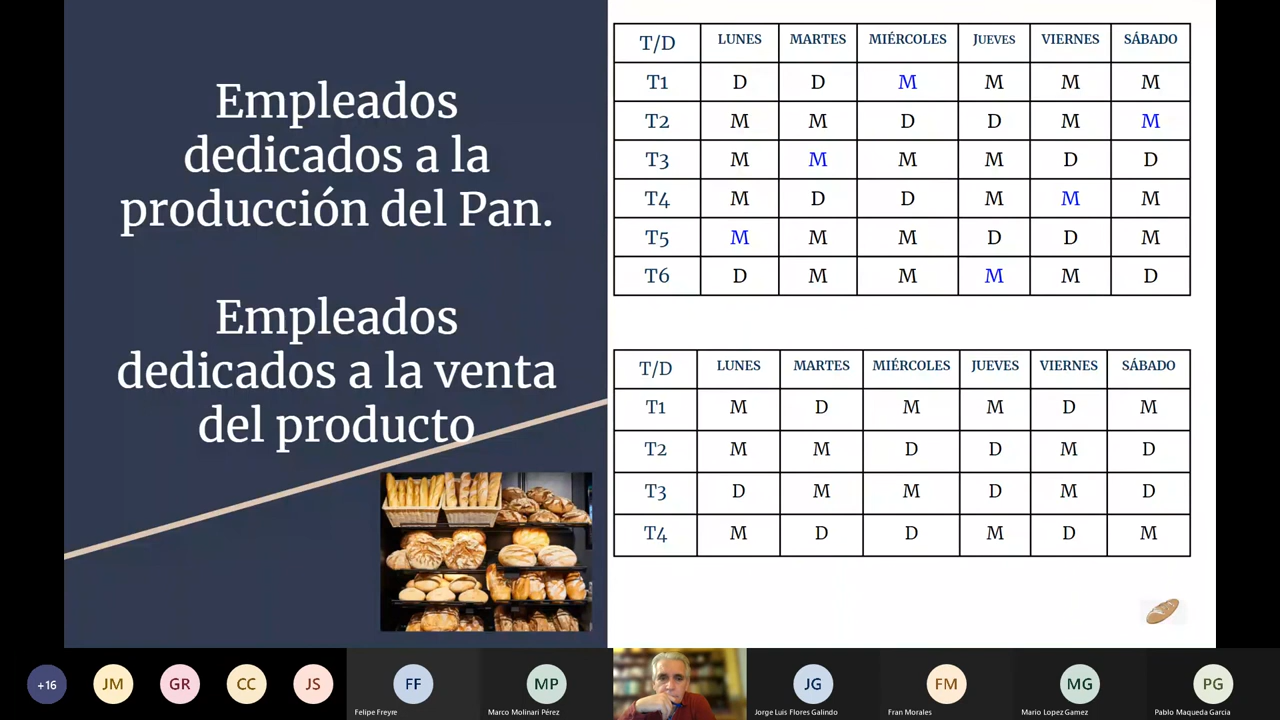 Empleados
dedicados a la
producción del Pan.
Empleados
dedicados a la venta
del producto
T/D LUNES MARTES MIÉRCOLES JUEVES VIERNES SÁBADO
T1 D D M M M M
T2 M M D D M M
T3 M M M M D D
T4 M D D M M M
T5 M M M D D M
T6 D M M M M D
T/D LUNES MARTES MIÉRCOLES JUEVES VIERNES SÁBADO
T1 M D M M D M
T2 M M D D M D
T3 D M M D M D
T4 M D D M D M
+16 JM GR CC JS FF MP JG FM MG PG
Felipe Freyre Marco Molinari Pérez Jorge Luis Flores Galindo Fran Morales Mario Lopez Gamez Pablo Maqueda García